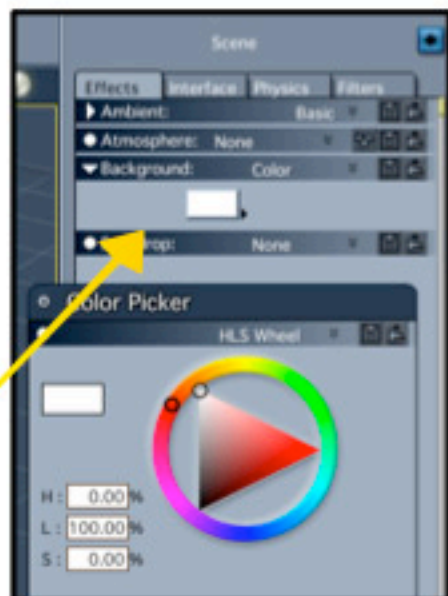 Scene
Effects Interface Physics Filters
Ambient: Basic
Atmosphere: None
Background: Color
drop: None
Color Picker
HLS Wheel
H: 0.00 %
L: 100.00 %
S: 0.00 %